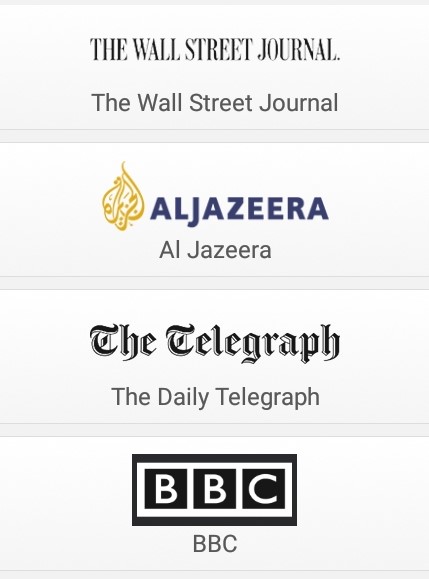 THE WALL STREET JOURNAL.
The Wall Street Journal
الجزيرة
ALJAZEERA
Al Jazeera
The Telegraph
The Daily Telegraph
BBC
BBC